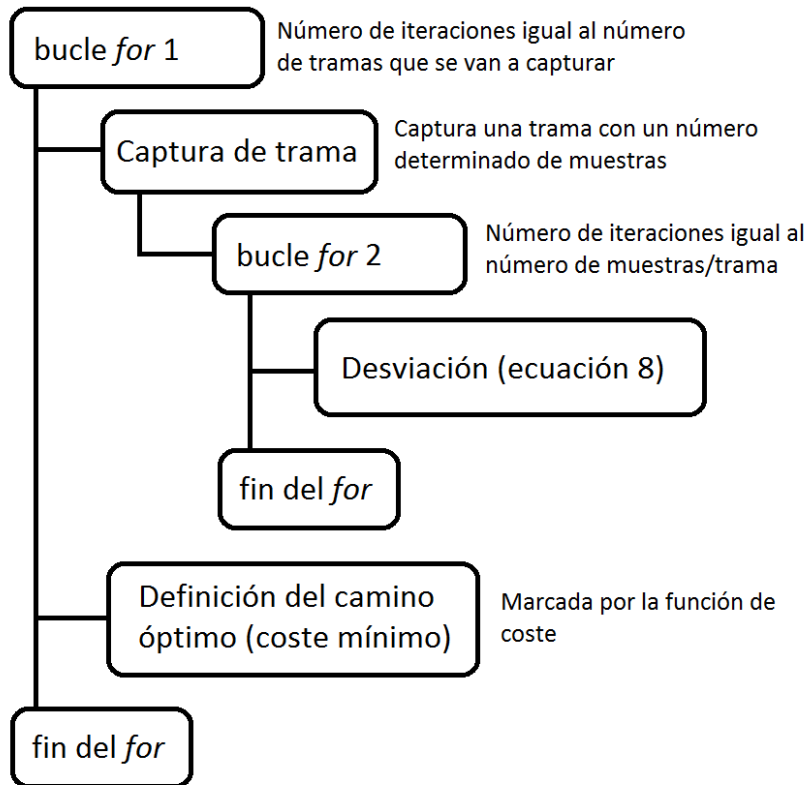 bucle for 1
Número de iteraciones igual al número
de tramas que se van a capturar
Captura de trama
Captura una trama con un número
determinado de muestras
bucle for 2
Número de iteraciones igual al
número de muestras/trama
Desviación (ecuación 8)
fin del for
Definición del camino
óptimo (coste mínimo)
Marcada por la función de
coste
fin del for